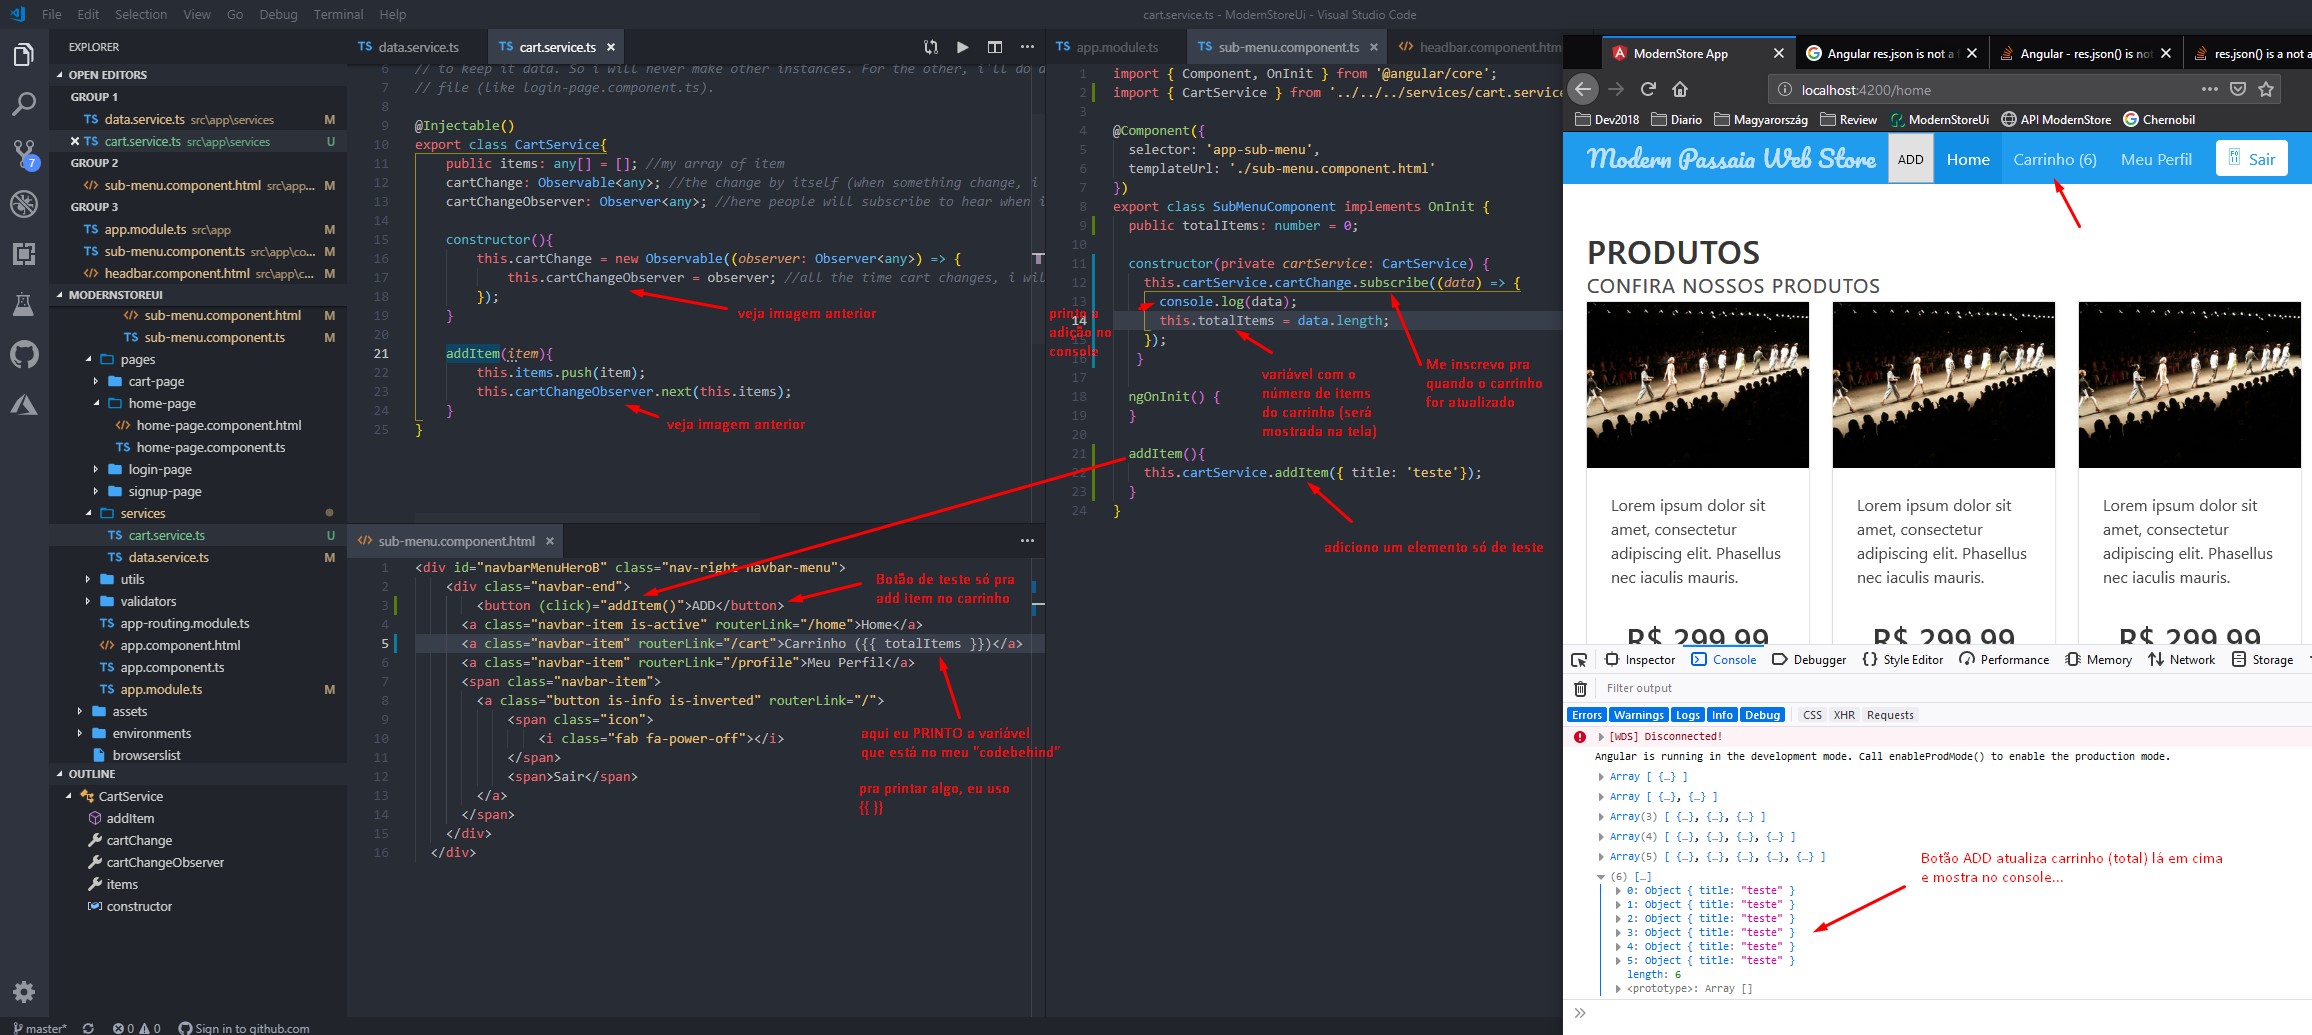 File Edit Selection View Go Debug Terminal Help
cart.service.ts - ModernStoreUi - Visual Studio Code
EXPLORER
OPEN EDITORS
GROUP 1
data.service.ts src\app\services M
cart.service.ts src\app\services U
GROUP 2
sub-menu.component.html src\app... M
GROUP 3
app.module.ts src\app M
sub-menu.component.ts src\app\co... M
headbar.component.html src\app\c... M
MODERNSTOREUI
sub-menu.component.html M
sub-menu.component.ts M
pages
cart-page
home-page
home-page.component.html
home-page.component.ts
login-page
signup-page
services
cart.service.ts U
data.service.ts M
utils
validators
app-routing.module.ts
app.component.html
app.component.ts
app.module.ts M
assets
environments
browserslist
OUTLINE
CartService
addItem
cartChange
cartChangeObserver
items
constructor
7
master* 0 0 Sign in to github.com
data.service.ts cart.service.ts
6 // to keep it data. So i will never make other instances. For the other, i'll do a
7 // file (like login-page.component.ts).
8
9 @Injectable()
10 export class CartService{
11 public items: any[] = []; //my array of item
12 cartChange: Observable<any>; //the change by itself (when something change, i
13 cartChangeObserver: Observer<any>; //here people will subscribe to hear when i
14
15 constructor(){
16 this.cartChange = new Observable((observer: Observer<any>) => {
17 this.cartChangeObserver = observer; //all the time cart changes, i wil
18 });
19 }
20
21 addItem(item){
22 this.items.push(item);
23 this.cartChangeObserver.next(this.items);
24 }
25 }
veja imagem anterior
veja imagem anterior
sub-menu.component.html
1 <div id="navbarMenuHeroB" class="nav-right navbar-menu">
2 <div class="navbar-end">
3 <button (click)="addItem()">ADD</button>
4 <a class="navbar-item is-active" routerLink="/home">Home</a>
5 <a class="navbar-item" routerLink="/cart">Carrinho ({{ totalItems }})</a>
6 <a class="navbar-item" routerLink="/profile">Meu Perfil</a>
7 <span class="navbar-item">
8 <a class="button is-info is-inverted" routerLink="/">
9 <span class="icon">
10 <i class="fab fa-power-off"></i>
11 </span>
12 <span>Sair</span>
13 </a>
14 </span>
15 </div>
16 </div>
Botão de teste só pra
add item no carrinho
aqui eu PRINTO a variável
que está no meu "codebehind"
pra printar algo, eu uso
{{ }}
app.module.ts sub-menu.component.ts headbar.component.htm
1 import { Component, OnInit } from '@angular/core';
2 import { CartService } from '../../../services/cart.service
3
4 @Component({
5 selector: 'app-sub-menu',
6 templateUrl: './sub-menu.component.html'
7 })
8 export class SubMenuComponent implements OnInit {
9 public totalItems: number = 0;
10
11 constructor(private cartService: CartService) {
12 this.cartService.cartChange.subscribe((data) => {
13 console.log(data);
14 this.totalItems = data.length;
15 });
}
17
18 ngOnInit() {
19 }
20
21 addItem(){
22 this.cartService.addItem({ title: 'teste'});
23 }
24 }
printo a
adição no
console
variável com o
número de items
do carrinho (será
mostrada na tela)
Me inscrevo pra
quando o carrinho
for atualizado
adiciono um elemento só de teste
ModernStore App Angular res.json is not a Angular - res.json() is no res.json() is a not a
localhost:4200/home
Dev2018 Diario Magyarország Review ModernStoreUi API ModernStore Chernobil
Modern Passaia Web Store ADD Home Carrinho (6) Meu Perfil Sair
PRODUTOS
CONFIRA NOSSOS PRODUTOS
Lorem ipsum dolor sit
amet, consectetur
adipiscing elit. Phasellus
nec iaculis mauris.
R$ 299,99
Lorem ipsum dolor sit
amet, consectetur
adipiscing elit. Phasellus
nec iaculis mauris.
R$ 299,99
Lorem ipsum dolor sit
amet, consectetur
adipiscing elit. Phasellus
nec iaculis mauris.
R$ 299,99
Inspector Console Debugger Style Editor Performance Memory Network Storage
Filter output
Errors Warnings Logs Info Debug CSS XHR Requests
[WDS] Disconnected!
Angular is running in the development mode. Call enableProdMode() to enable the production mode.
Array [ {…} ]
Array [ {…}, {…} ]
Array(3) [ {…}, {…}, {…} ]
Array(4) [ {…}, {…}, {…}, {…} ]
Array(5) [ {…}, {…}, {…}, {…}, {…} ]
(6) […]
0: Object { title: "teste" }
1: Object { title: "teste" }
2: Object { title: "teste" }
3: Object { title: "teste" }
4: Object { title: "teste" }
5: Object { title: "teste" }
length: 6
<prototype>: Array []
Botão ADD atualiza carrinho (total) lá em cima
e mostra no console...